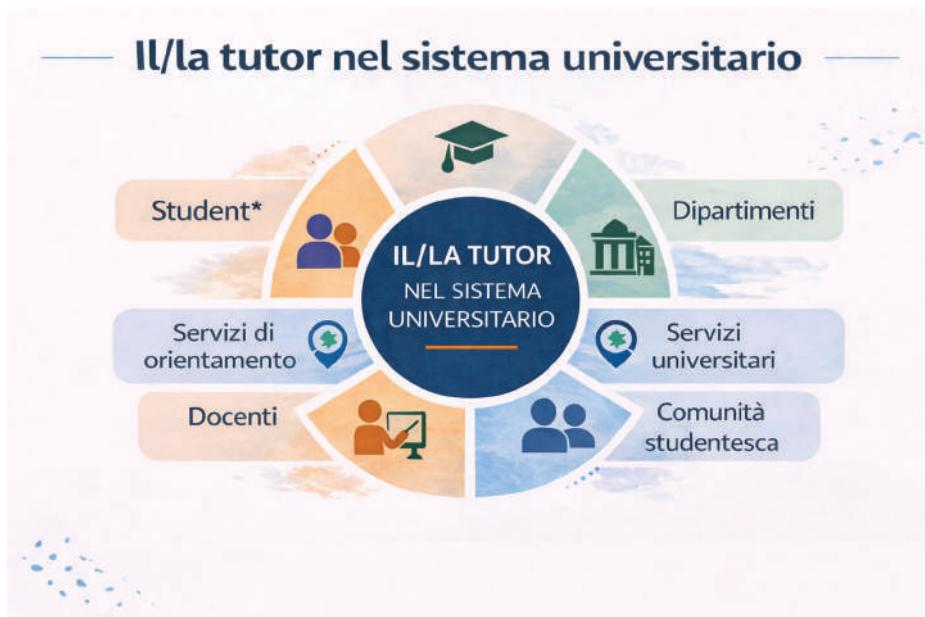 Il/la tutor nel sistema universitario
Student*
Dipartimenti
IL/LA TUTOR
NEL SISTEMA
UNIVERSITARIO
Servizi di
orientamento
Servizi
universitari
Docenti
Comunità
studentesca